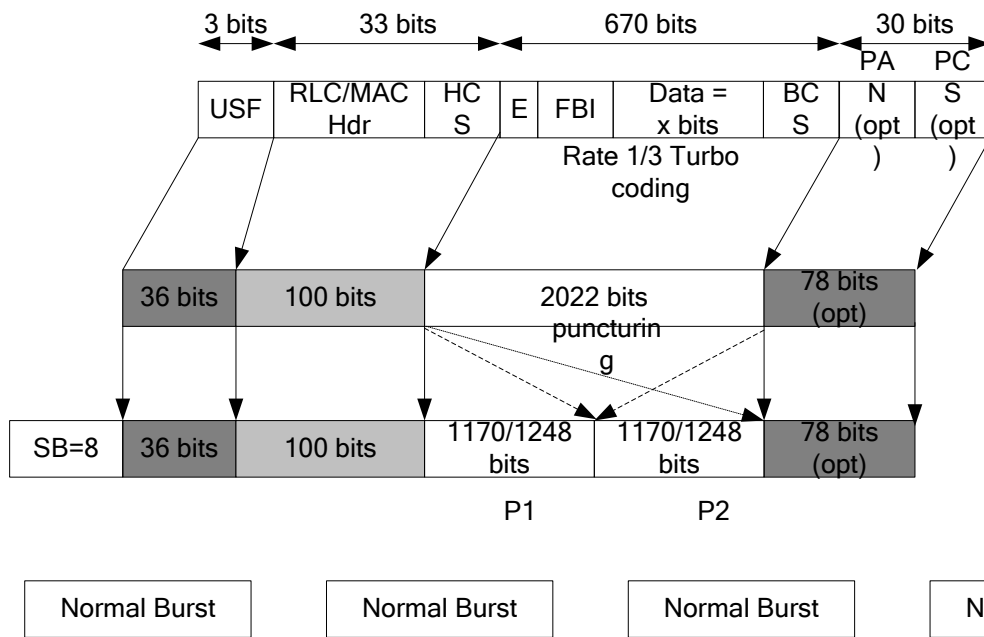 3 bits
33 bits
670 bits
30 bits
USF
RLC/MAC
Hdr
HC
S
E
FBI
Data =
x bits
BC
S
PA
N
(opt
)
PC
S
(opt
)
Rate 1/3 Turbo
coding
36 bits
100 bits
2022 bits
puncturin
g
78 bits
(opt)
SB=8
36 bits
100 bits
1170/1248
bits
1170/1248
bits
78 bits
(opt)
P1
P2
Normal Burst
Normal Burst
Normal Burst
N